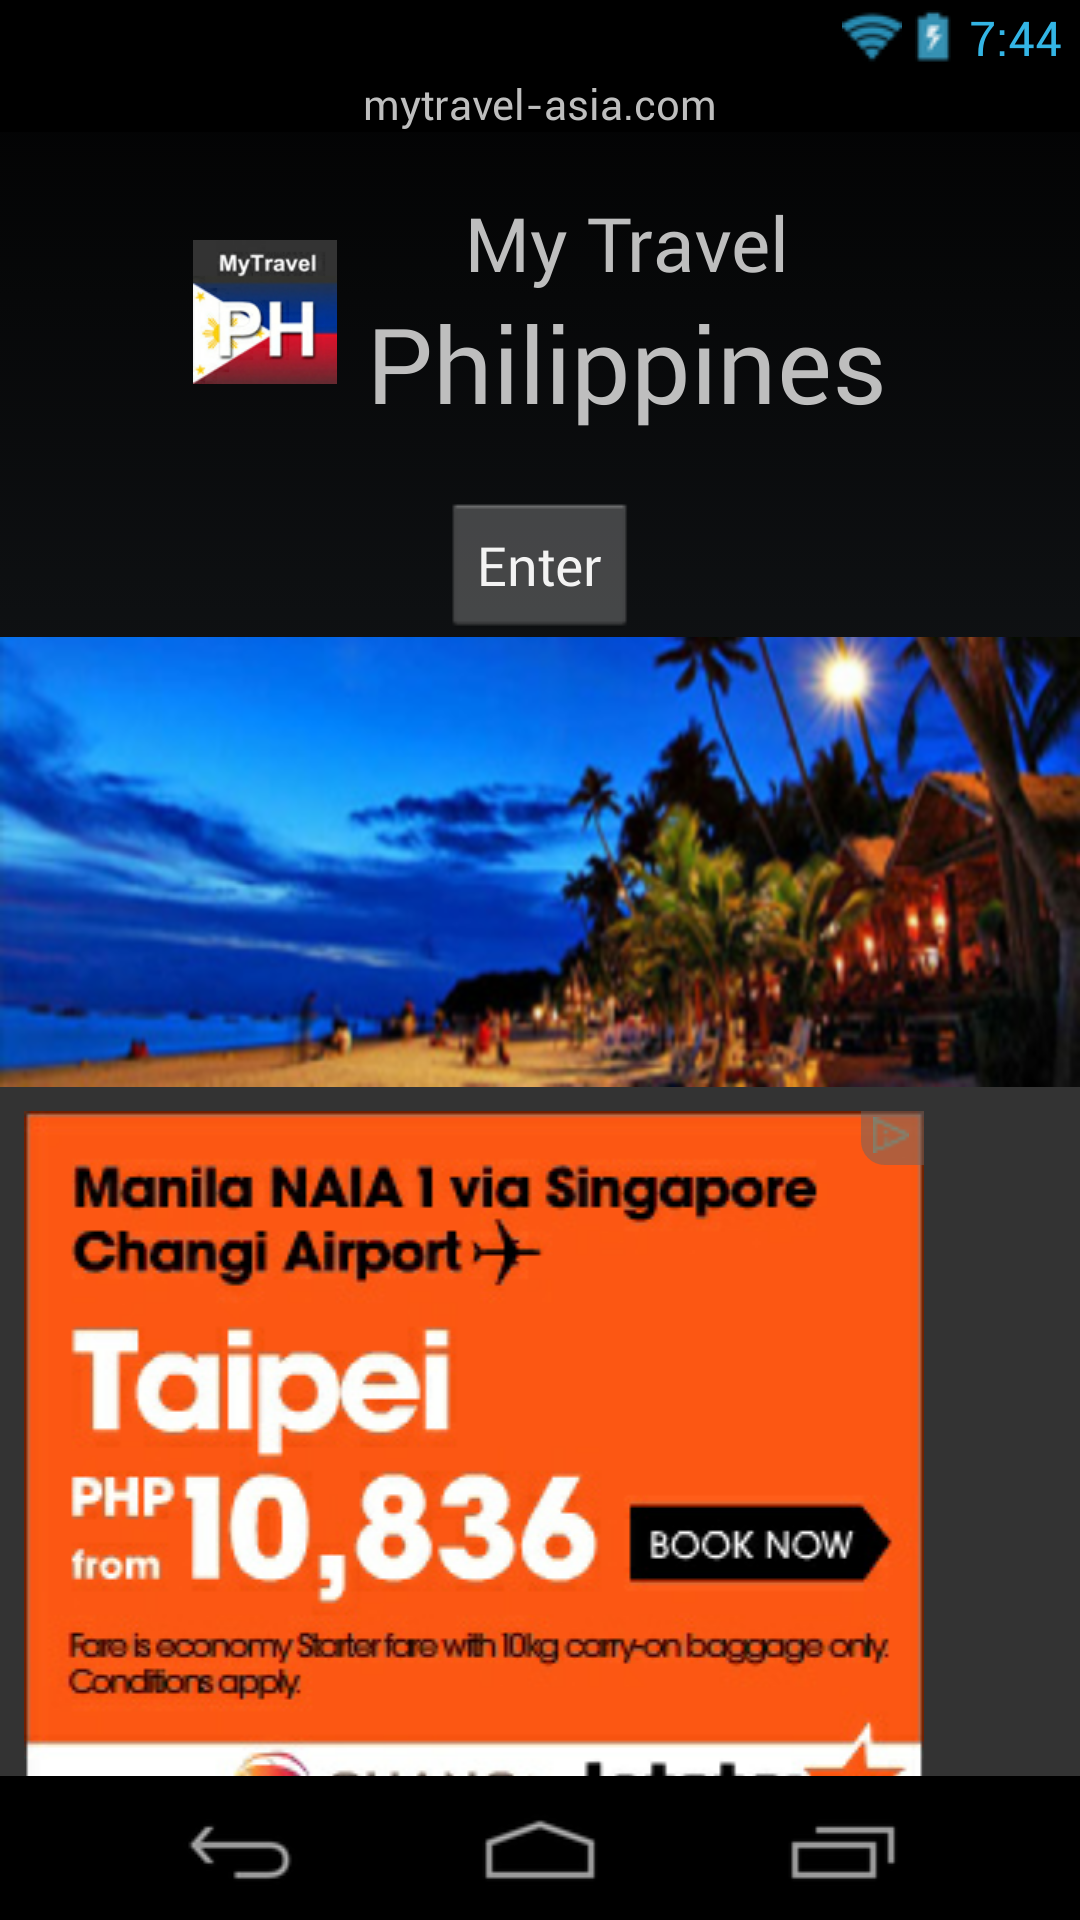 7:44
mytravel-asia.com
My Travel
Philippines
MyTravel
PH
Enter
Manila NAIA 1 via Singapore
Changi Airport
Taipei
PHP
from 10,836
BOOK NOW
Fare is economy Starter fare with 10kg carry-on baggage only.
Conditions apply.